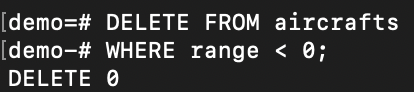 [demo=# DELETE FROM aircrafts
[demo-# WHERE range < 0;
DELETE 0